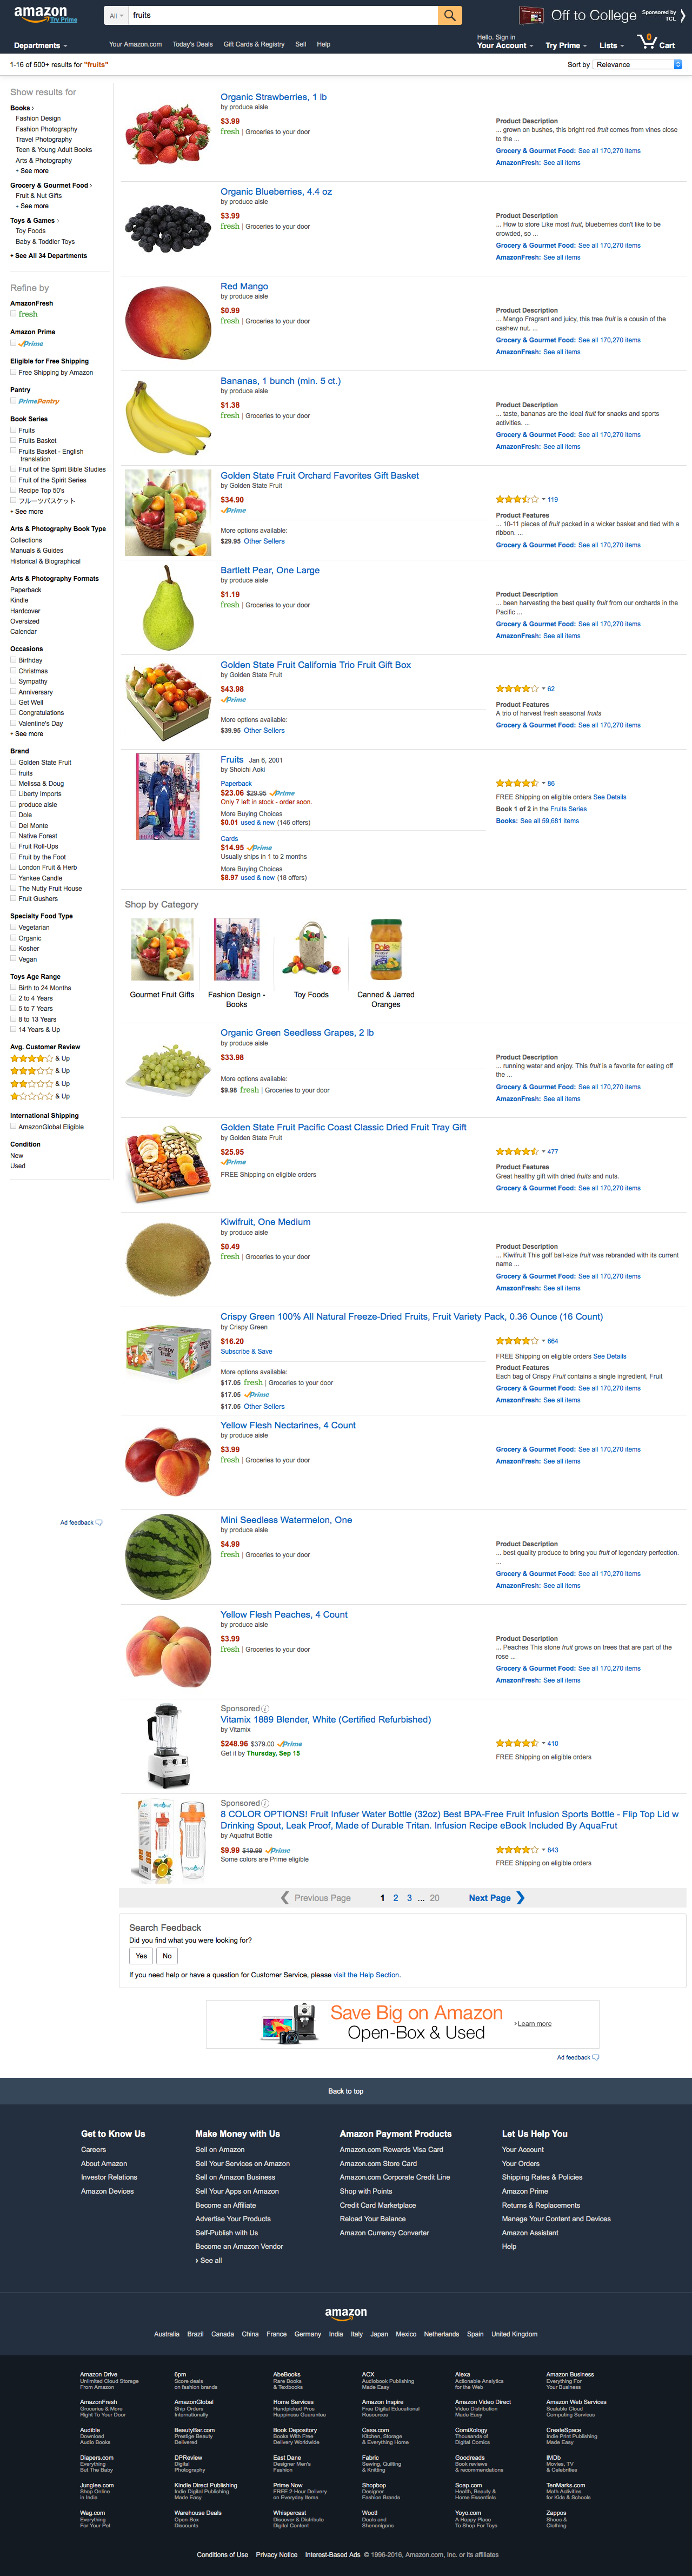 amazon
Try Prime
All
fruits
Off to College
Sponsored by
TCL
Departments
Your Amazon.com Today's Deals Gift Cards & Registry Sell Help
Hello. Sign in
Your Account
Try Prime
Lists
0
Cart
1-16 of 500+ results for "fruits"
Sort by Relevance
Show results for
Books ›
Fashion Design
Fashion Photography
Travel Photography
Teen & Young Adult Books
Arts & Photography
+ See more
Grocery & Gourmet Food ›
Fruit & Nut Gifts
+ See more
Toys & Games ›
Toy Foods
Baby & Toddler Toys
+ See All 34 Departments
Refine by
AmazonFresh
fresh
Amazon Prime
Prime
Eligible for Free Shipping
Free Shipping by Amazon
Pantry
PrimePantry
Book Series
Fruits
Fruits Basket
Fruits Basket - English
translation
Fruit of the Spirit Bible Studies
Fruit of the Spirit Series
Recipe Top 50's
フルーツバスケット
+ See more
Arts & Photography Book Type
Collections
Manuals & Guides
Historical & Biographical
Arts & Photography Formats
Paperback
Kindle
Hardcover
Oversized
Calendar
Occasions
Birthday
Christmas
Sympathy
Anniversary
Get Well
Congratulations
Valentine's Day
+ See more
Brand
Golden State Fruit
fruits
Melissa & Doug
Liberty Imports
produce aisle
Dole
Del Monte
Native Forest
Fruit Roll-Ups
Fruit by the Foot
London Fruit & Herb
Yankee Candle
The Nutty Fruit House
Fruit Gushers
Specialty Food Type
Vegetarian
Organic
Kosher
Vegan
Toys Age Range
Birth to 24 Months
2 to 4 Years
5 to 7 Years
8 to 13 Years
14 Years & Up
Avg. Customer Review
& Up
& Up
& Up
& Up
International Shipping
AmazonGlobal Eligible
Condition
New
Used
Ad feedback
Organic Strawberries, 1 lb
by produce aisle
$3.99
fresh | Groceries to your door
Product Description
... grown on bushes, this bright red fruit comes from vines close
to the ...
Grocery & Gourmet Food: See all 170,270 items
AmazonFresh: See all items
Organic Blueberries, 4.4 oz
by produce aisle
$3.99
fresh | Groceries to your door
Product Description
... How to store Like most fruit, blueberries don't like to be
crowded, so ...
Grocery & Gourmet Food: See all 170,270 items
AmazonFresh: See all items
Red Mango
by produce aisle
$0.99
fresh | Groceries to your door
Product Description
... Mango Fragrant and juicy, this tree fruit is a cousin of the
cashew nut. ...
Grocery & Gourmet Food: See all 170,270 items
AmazonFresh: See all items
Bananas, 1 bunch (min. 5 ct.)
by produce aisle
$1.38
fresh | Groceries to your door
Product Description
... taste, bananas are the ideal fruit for snacks and sports
activities. ...
Grocery & Gourmet Food: See all 170,270 items
AmazonFresh: See all items
Golden State Fruit Orchard Favorites Gift Basket
by Golden State Fruit
$34.90
Prime
More options available:
$29.95 Other Sellers
119
Product Features
... 10-11 pieces of fruit packed in a wicker basket and tied with a
ribbon. ...
Grocery & Gourmet Food: See all 170,270 items
Bartlett Pear, One Large
by produce aisle
$1.19
fresh | Groceries to your door
Product Description
... been harvesting the best quality fruit from our orchards in the
Pacific ...
Grocery & Gourmet Food: See all 170,270 items
AmazonFresh: See all items
Golden State Fruit California Trio Fruit Gift Box
by Golden State Fruit
$43.98
Prime
More options available:
$39.95 Other Sellers
62
Product Features
A trio of harvest fresh seasonal fruits
Grocery & Gourmet Food: See all 170,270 items
Fruits Jan 6, 2001
by Shoichi Aoki
Paperback
$23.06 $29.95 Prime
Only 7 left in stock - order soon.
More Buying Choices
$0.01 used & new (146 offers)
Cards
$14.95 Prime
Usually ships in 1 to 2 months
More Buying Choices
$8.97 used & new (18 offers)
86
FREE Shipping on eligible orders See Details
Book 1 of 2 in the Fruits Series
Books: See all 59,681 items
Shop by Category
Dole
Gourmet Fruit Gifts
Fashion Design -
Books
Toy Foods
Canned & Jarred
Oranges
Organic Green Seedless Grapes, 2 lb
by produce aisle
$33.98
More options available:
$9.98 fresh | Groceries to your door
Product Description
... running water and enjoy. This fruit is a favorite for eating off
the ...
Grocery & Gourmet Food: See all 170,270 items
AmazonFresh: See all items
Golden State Fruit Pacific Coast Classic Dried Fruit Tray Gift
by Golden State Fruit
$25.95
Prime
FREE Shipping on eligible orders
477
Product Features
Great healthy gift with dried fruits and nuts.
Grocery & Gourmet Food: See all 170,270 items
Kiwifruit, One Medium
by produce aisle
$0.49
fresh | Groceries to your door
Product Description
... Kiwifruit This golf ball-size fruit was rebranded with its current
name ...
Grocery & Gourmet Food: See all 170,270 items
AmazonFresh: See all items
Crispy Green 100% All Natural Freeze-Dried Fruits, Fruit Variety Pack, 0.36 Ounce (16 Count)
by Crispy Green
$16.20
Subscribe & Save
More options available:
$17.05 fresh | Groceries to your door
$17.05 Prime
$17.05 Other Sellers
664
FREE Shipping on eligible orders See Details
Product Features
Each bag of Crispy Fruit contains a single ingredient, Fruit
Grocery & Gourmet Food: See all 170,270 items
AmazonFresh: See all items
Yellow Flesh Nectarines, 4 Count
by produce aisle
$3.99
fresh | Groceries to your door
Grocery & Gourmet Food: See all 170,270 items
AmazonFresh: See all items
Mini Seedless Watermelon, One
by produce aisle
$4.99
fresh | Groceries to your door
Product Description
... best quality produce to bring you fruit of legendary perfection.
...
Grocery & Gourmet Food: See all 170,270 items
AmazonFresh: See all items
Yellow Flesh Peaches, 4 Count
by produce aisle
$3.99
fresh | Groceries to your door
Product Description
... Peaches This stone fruit grows on trees that are part of the
rose ...
Grocery & Gourmet Food: See all 170,270 items
AmazonFresh: See all items
Sponsored
Vitamix 1889 Blender, White (Certified Refurbished)
by Vitamix
$248.96 $379.00 Prime
Get it by Thursday, Sep 15
410
FREE Shipping on eligible orders
Sponsored
8 COLOR OPTIONS! Fruit Infuser Water Bottle (32oz) Best BPA-Free Fruit Infusion Sports Bottle - Flip Top Lid w
Drinking Spout, Leak Proof, Made of Durable Tritan. Infusion Recipe eBook Included By AquaFrut
by Aquafrut Bottle
$9.99 $19.99 Prime
Some colors are Prime eligible
843
FREE Shipping on eligible orders
Previous Page 1 2 3 ... 20 Next Page
Search Feedback
Did you find what you were looking for?
Yes No
If you need help or have a question for Customer Service, please visit the Help Section.
Save Big on Amazon
Open-Box & Used
› Learn more
Ad feedback
Back to top
Get to Know Us
Careers
About Amazon
Investor Relations
Amazon Devices
Make Money with Us
Sell on Amazon
Sell Your Services on Amazon
Sell on Amazon Business
Sell Your Apps on Amazon
Become an Affiliate
Advertise Your Products
Self-Publish with Us
Become an Amazon Vendor
› See all
Amazon Payment Products
Amazon.com Rewards Visa Card
Amazon.com Store Card
Amazon.com Corporate Credit Line
Shop with Points
Credit Card Marketplace
Reload Your Balance
Amazon Currency Converter
Let Us Help You
Your Account
Your Orders
Shipping Rates & Policies
Amazon Prime
Returns & Replacements
Manage Your Content and Devices
Amazon Assistant
Help
amazon
Australia Brazil Canada China France Germany India Italy Japan Mexico Netherlands Spain United Kingdom
Amazon Drive
Unlimited Cloud Storage
From Amazon
6pm
Score deals
on fashion brands
AbeBooks
Rare Books
& Textbooks
ACX
Audiobook Publishing
Made Easy
Alexa
Actionable Analytics
for the Web
Amazon Business
Everything For
Your Business
AmazonFresh
Groceries & More
Right To Your Door
AmazonGlobal
Ship Orders
Internationally
Home Services
Handpicked Pros
Happiness Guarantee
Amazon Inspire
Free Digital Educational
Resources
Amazon Video Direct
Video Distribution
Made Easy
Amazon Web Services
Scalable Cloud
Computing Services
Audible
Download
Audio Books
BeautyBar.com
Prestige Beauty
Delivered
Book Depository
Books With Free
Delivery Worldwide
Casa.com
Kitchen, Storage
& Everything Home
ComiXology
Thousands of
Digital Comics
CreateSpace
Indie Print Publishing
Made Easy
Diapers.com
Everything
But The Baby
DPReview
Digital
Photography
East Dane
Designer Men's
Fashion
Fabric
Sewing, Quilting
& Knitting
Goodreads
Book reviews
& recommendations
IMDb
Movies, TV
& Celebrities
Junglee.com
Shop Online
in India
Kindle Direct Publishing
Indie Digital Publishing
Made Easy
Prime Now
FREE 2-Hour Delivery
on Everyday Items
Shopbop
Designer
Fashion Brands
Soap.com
Health, Beauty &
Home Essentials
TenMarks.com
Math Activities
for Kids & Schools
Wag.com
Everything
For Your Pet
Warehouse Deals
Open-Box
Discounts
Whispercast
Discover & Distribute
Digital Content
Woot!
Deals and
Shenanigans
Yoyo.com
A Happy Place
To Shop For Toys
Zappos
Shoes &
Clothing
Conditions of Use Privacy Notice Interest-Based Ads © 1996-2016, Amazon.com, Inc. or its affiliates